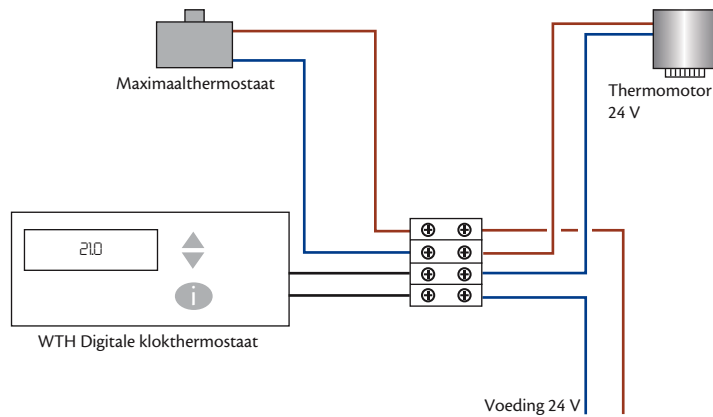 Maximaalthermostaat
Thermomotor
24 V
21.0
i
WTH Digitale klokthermostaat
Voeding 24 V